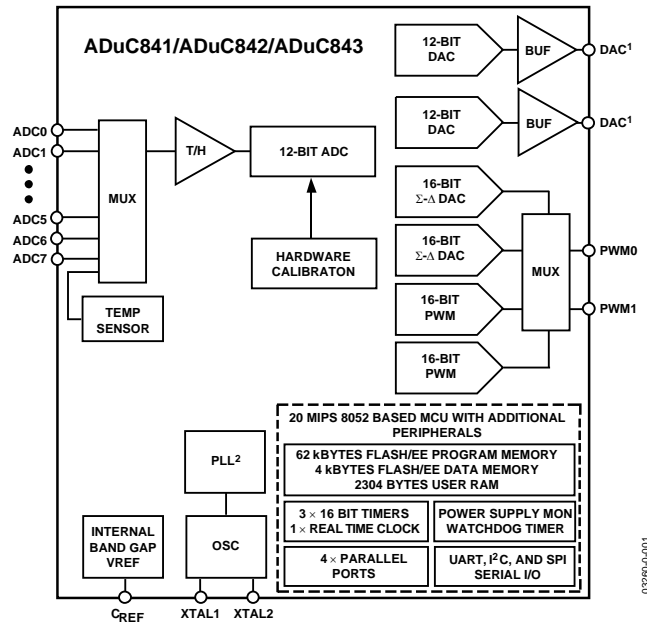 ADuC841/ADuC842/ADuC843
12-BIT
DAC
BUF
DAC¹
12-BIT
DAC
BUF
DAC¹
ADC0
ADC1
ADC5
ADC6
ADC7
MUX
T/H
12-BIT ADC
HARDWARE
CALIBRATON
TEMP
SENSOR
16-BIT
Σ-Δ DAC
16-BIT
Σ-Δ DAC
16-BIT
PWM
16-BIT
PWM
MUX
PWM0
PWM1
20 MIPS 8052 BASED MCU WITH ADDITIONAL
PERIPHERALS
62 kBYTES FLASH/EE PROGRAM MEMORY
4 kBYTES FLASH/EE DATA MEMORY
2304 BYTES USER RAM
3 × 16 BIT TIMERS
1 × REAL TIME CLOCK
POWER SUPPLY MON
WATCHDOG TIMER
4 × PARALLEL
PORTS
UART, I²C, AND SPI
SERIAL I/O
PLL²
INTERNAL
BAND GAP
VREF
OSC
CREF
XTAL1
XTAL2
03260-0-001